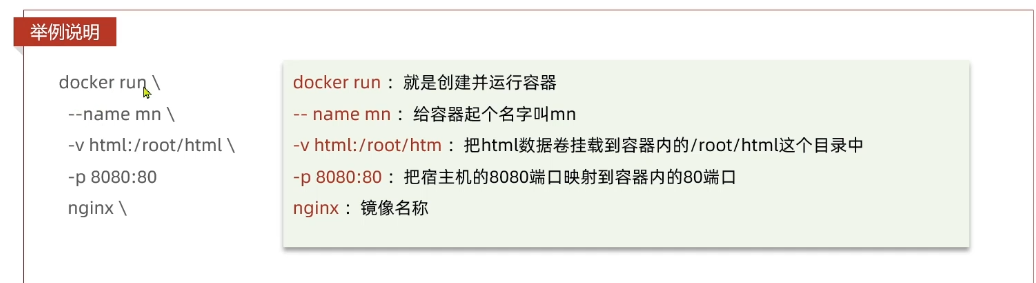 举例说明
docker run \
--name mn \
-v html:/root/html \
-p 8080:80
nginx \
docker run ：就是创建并运行容器
-- name mn ：给容器起个名字叫mn
-v html:/root/htm ：把html数据卷挂载到容器内的/root/html这个目录中
-p 8080:80 ：把宿主机的8080端口映射到容器内的80端口
nginx ：镜像名称